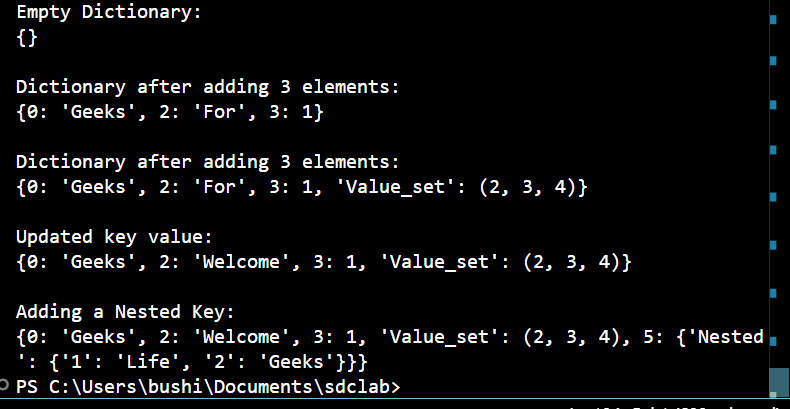 Empty Dictionary:
{}
Dictionary after adding 3 elements:
{0: 'Geeks', 2: 'For', 3: 1}
Dictionary after adding 3 elements:
{0: 'Geeks', 2: 'For', 3: 1, 'Value_set': (2, 3, 4)}
Updated key value:
{0: 'Geeks', 2: 'Welcome', 3: 1, 'Value_set': (2, 3, 4)}
Adding a Nested Key:
{0: 'Geeks', 2: 'Welcome', 3: 1, 'Value_set': (2, 3, 4), 5: {'Nested
': {'1': 'Life', '2': 'Geeks'}}}
PS C:\Users\bushi\Documents\sdclab>